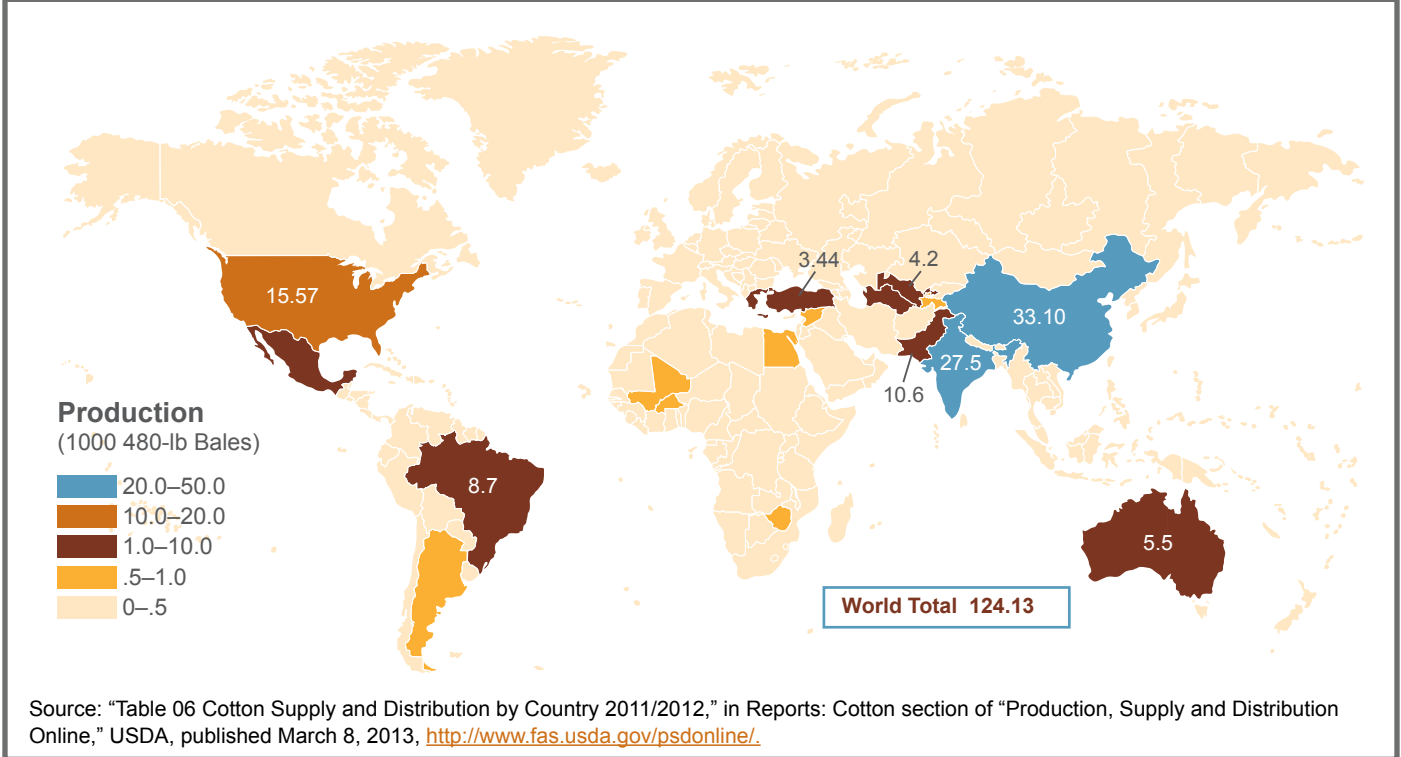 3.44
4.2
15.57
33.10
27.5
10.6
Production
(1000 480-lb Bales)
20.0–50.0
10.0–20.0
1.0–10.0
.5–1.0
0–.5
8.7
5.5
World Total 124.13
Source: “Table 06 Cotton Supply and Distribution by Country 2011/2012,” in Reports: Cotton section of “Production, Supply and Distribution
Online,” USDA, published March 8, 2013, http://www.fas.usda.gov/psdonline/.